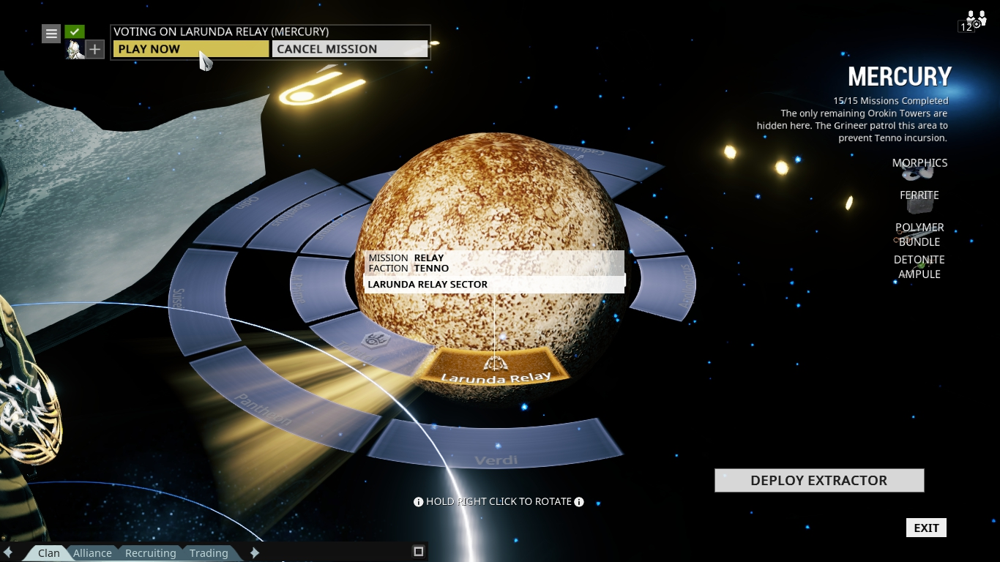 VOTING ON LARUNDA RELAY (MERCURY)
PLAY NOW
CANCEL MISSION
12
MERCURY
15/15 Missions Completed
The only remaining Orokin Towers are
hidden here. The Grineer patrol this area to
prevent Tenno incursion.
MORPHICS
FERRITE
POLYMER
BUNDLE
DETONITE
AMPULE
Odin
Suisei
M Prime
Apollodorus
MISSION RELAY
FACTION TENNO
LARUNDA RELAY SECTOR
Larunda Relay
Pantheon
Verdi
HOLD RIGHT CLICK TO ROTATE
DEPLOY EXTRACTOR
EXIT
Clan
Alliance
Recruiting
Trading